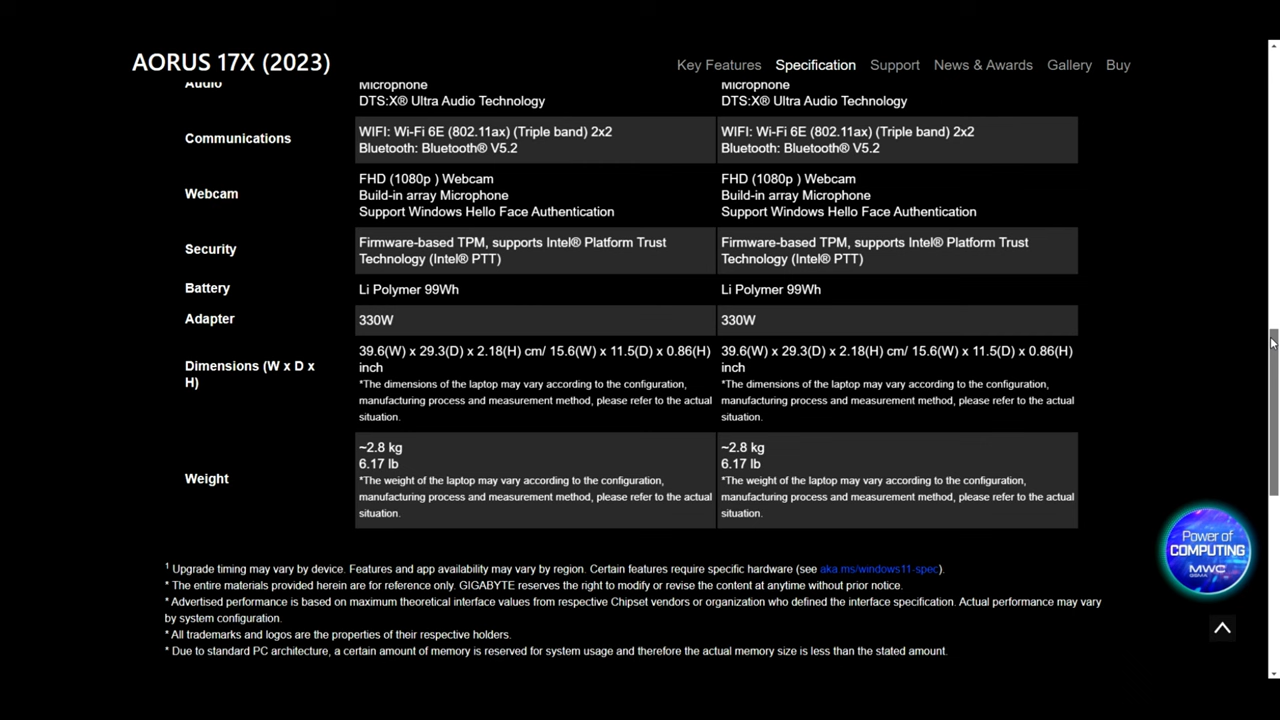 AORUS 17X (2023)
Key Features Specification Support News & Awards Gallery Buy
Audio
Microphone
DTS:X® Ultra Audio Technology
Microphone
DTS:X® Ultra Audio Technology
Communications
WIFI: Wi-Fi 6E (802.11ax) (Triple band) 2x2
Bluetooth: Bluetooth® V5.2
WIFI: Wi-Fi 6E (802.11ax) (Triple band) 2x2
Bluetooth: Bluetooth® V5.2
Webcam
FHD (1080p ) Webcam
Build-in array Microphone
Support Windows Hello Face Authentication
FHD (1080p ) Webcam
Build-in array Microphone
Support Windows Hello Face Authentication
Security
Firmware-based TPM, supports Intel® Platform Trust
Technology (Intel® PTT)
Firmware-based TPM, supports Intel® Platform Trust
Technology (Intel® PTT)
Battery
Li Polymer 99Wh
Li Polymer 99Wh
Adapter
330W
330W
Dimensions (W x D x
H)
39.6(W) x 29.3(D) x 2.18(H) cm/ 15.6(W) x 11.5(D) x 0.86(H)
inch
*The dimensions of the laptop may vary according to the configuration,
manufacturing process and measurement method, please refer to the actual
situation.
39.6(W) x 29.3(D) x 2.18(H) cm/ 15.6(W) x 11.5(D) x 0.86(H)
inch
*The dimensions of the laptop may vary according to the configuration,
manufacturing process and measurement method, please refer to the actual
situation.
Weight
~2.8 kg
6.17 lb
*The weight of the laptop may vary according to the configuration,
manufacturing process and measurement method, please refer to the actual
situation.
~2.8 kg
6.17 lb
*The weight of the laptop may vary according to the configuration,
manufacturing process and measurement method, please refer to the actual
situation.
Power of
COMPUTING
MWC
GSMA
1 Upgrade timing may vary by device. Features and app availability may vary by region. Certain features require specific hardware (see aka.ms/windows11-spec).
* The entire materials provided herein are for reference only. GIGABYTE reserves the right to modify or revise the content at anytime without prior notice.
* Advertised performance is based on maximum theoretical interface values from respective Chipset vendors or organization who defined the interface specification. Actual performance may vary
by system configuration.
* All trademarks and logos are the properties of their respective holders.
* Due to standard PC architecture, a certain amount of memory is reserved for system usage and therefore the actual memory size is less than the stated amount.